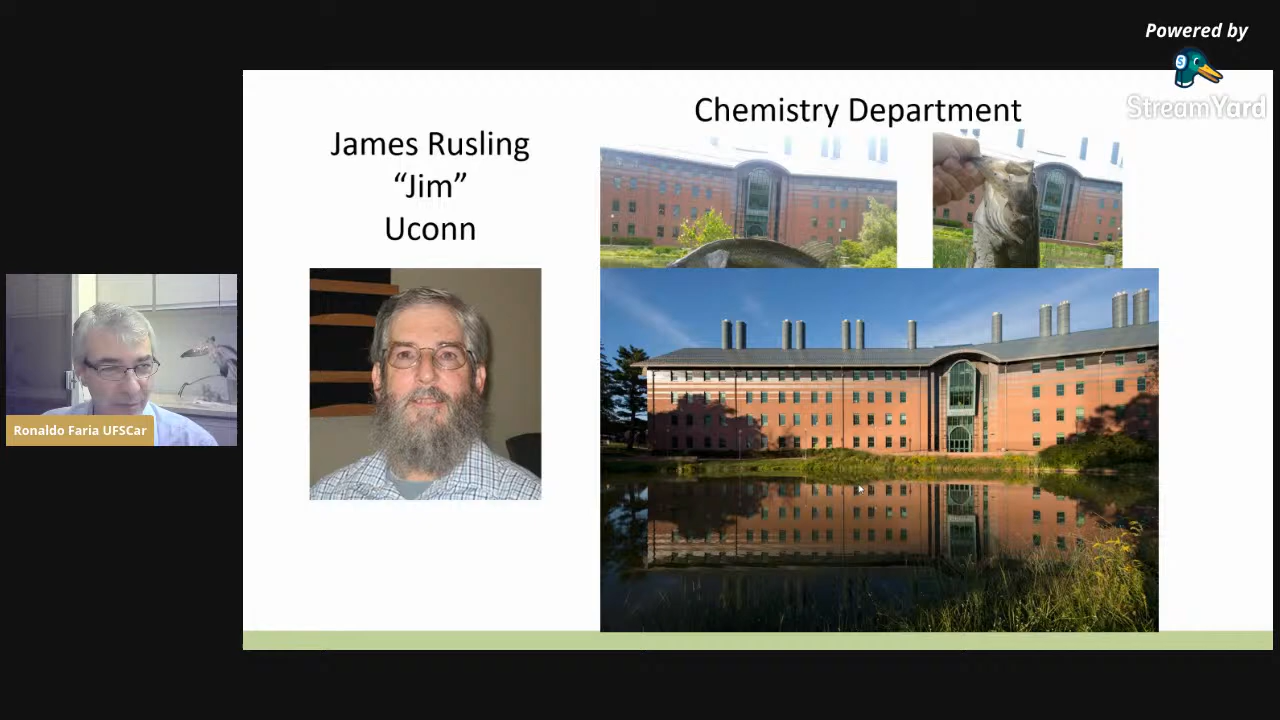 Powered by
StreamYard
Chemistry Department
James Rusling
“Jim”
Uconn
Ronaldo Faria UFSCar